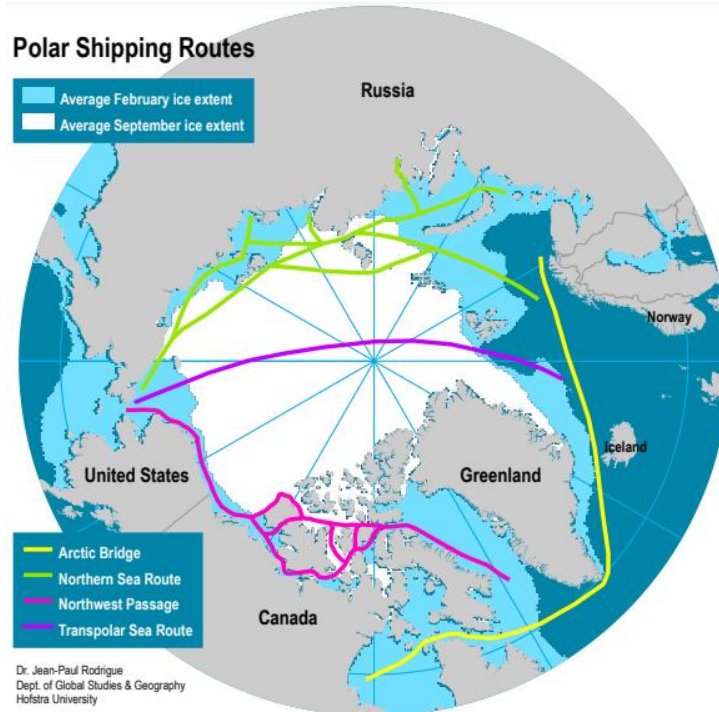 Polar Shipping Routes
Average February ice extent
Average September ice extent
Russia
Norway
Iceland
United States
Greenland
Canada
Arctic Bridge
Northern Sea Route
Northwest Passage
Transpolar Sea Route
Dr. Jean-Paul Rodrigue
Dept. of Global Studies & Geography
Hofstra University